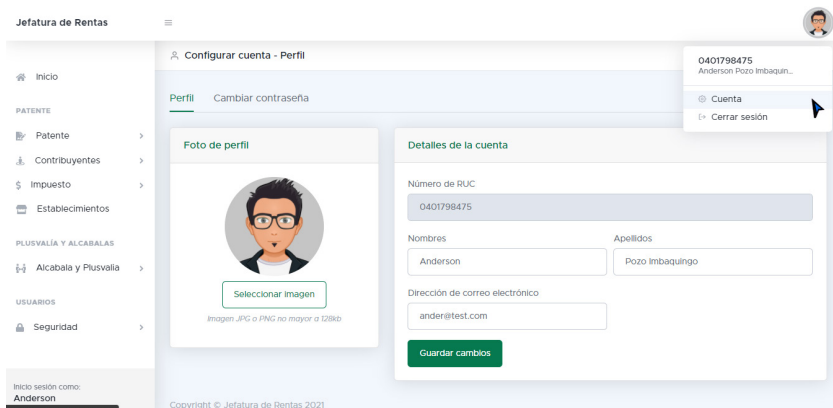 Jefatura de Rentas
Configurar cuenta - Perfil
0401798475
Anderson Pozo Imbaquin...
Cuenta
Cerrar sesión
Inicio
PATENTE
Patente
Contribuyentes
Impuesto
Establecimientos
PLUSVALÍA Y ALCABALAS
Alcabala y Plusvalia
USUARIOS
Seguridad
Inicio sesión como:
Anderson
Perfil Cambiar contraseña
Foto de perfil
Seleccionar imagen
Imagen JPG o PNG no mayor a 128kb
Detalles de la cuenta
Número de RUC
0401798475
Nombres Apellidos
Anderson Pozo Imbaquingo
Dirección de correo electrónico
ander@test.com
Guardar cambios
Copyright © Jefatura de Rentas 2021